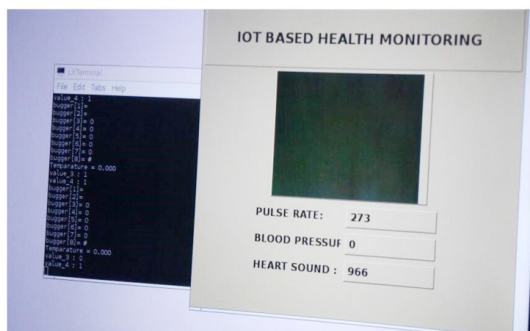 LXTerminal
File Edit Tabs Help
value_4 : 1
bugger[1]=
bugger[2]=
bugger[3]= 0
bugger[4]= 0
bugger[5]= 0
bugger[6]= 0
bugger[7]= 0
bugger[8]= #
Temparature = 0.000
value_3 : 1
value_4 : 1
bugger[1]=
bugger[2]=
bugger[3]= 0
bugger[4]= 0
bugger[5]= 0
bugger[6]= 0
bugger[7]= 0
bugger[8]= #
Temparature = 0.000
value_3 : 0
value_4 : 1
IOT BASED HEALTH MONITORING
PULSE RATE: 273
BLOOD PRESSUF 0
HEART SOUND : 966